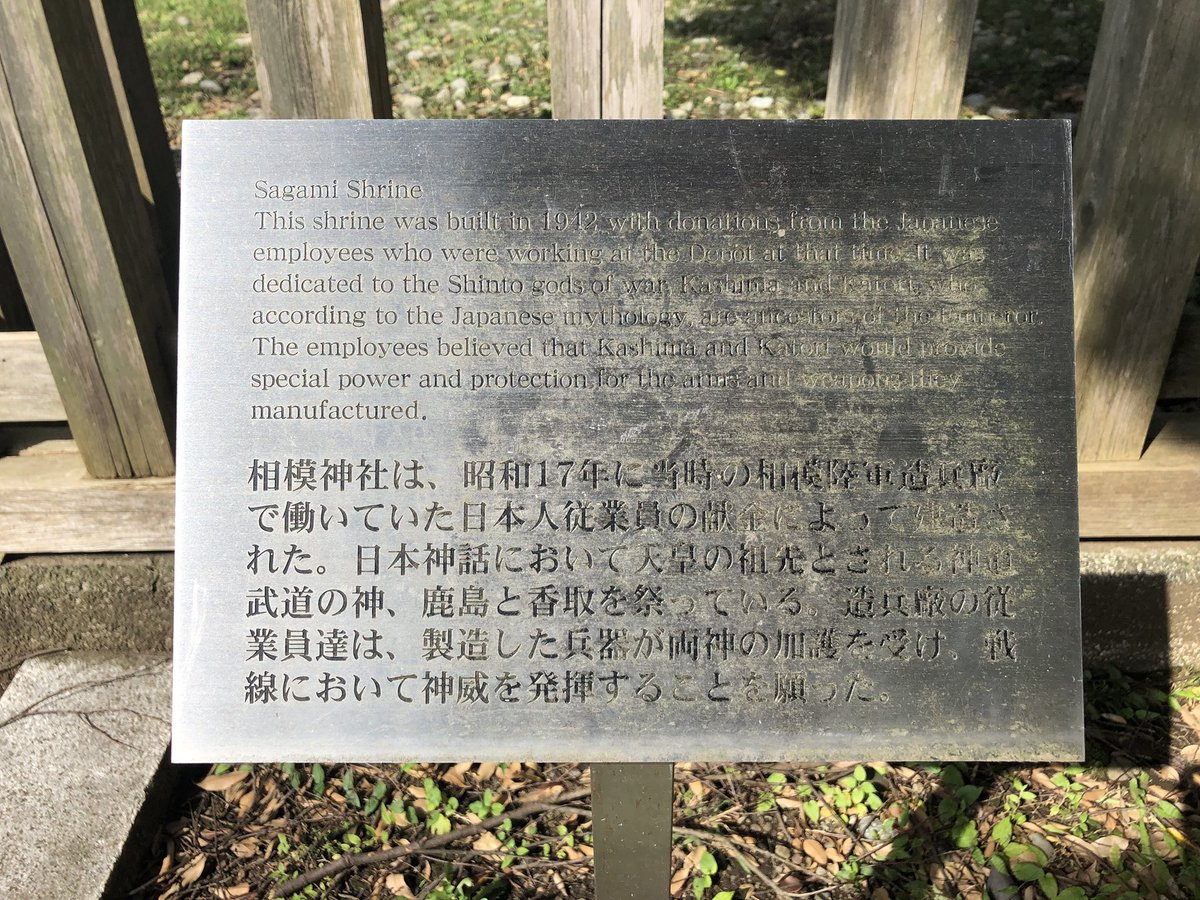 Sagami Shrine
This shrine was built in 1942 with donations from the Japanese
employees who were working at the Depot at that time. It was
dedicated to the Shinto gods of war, Kashima and Katori, who
according to the Japanese mythology, are ancestors of the Emperor.
The employees believed that Kashima and Katori would provide
special power and protection for the arms and weapons they
manufactured.
相模神社は、昭和17年に当時の相模陸軍造兵廠
で働いていた日本人従業員の献金によって建造さ
れた。日本神話において天皇の祖先とされる神道
武道の神、鹿島と香取を祭っている。造兵廠の従
業員達は、製造した兵器が両神の加護を受け、戦
線において神威を発揮することを願った。